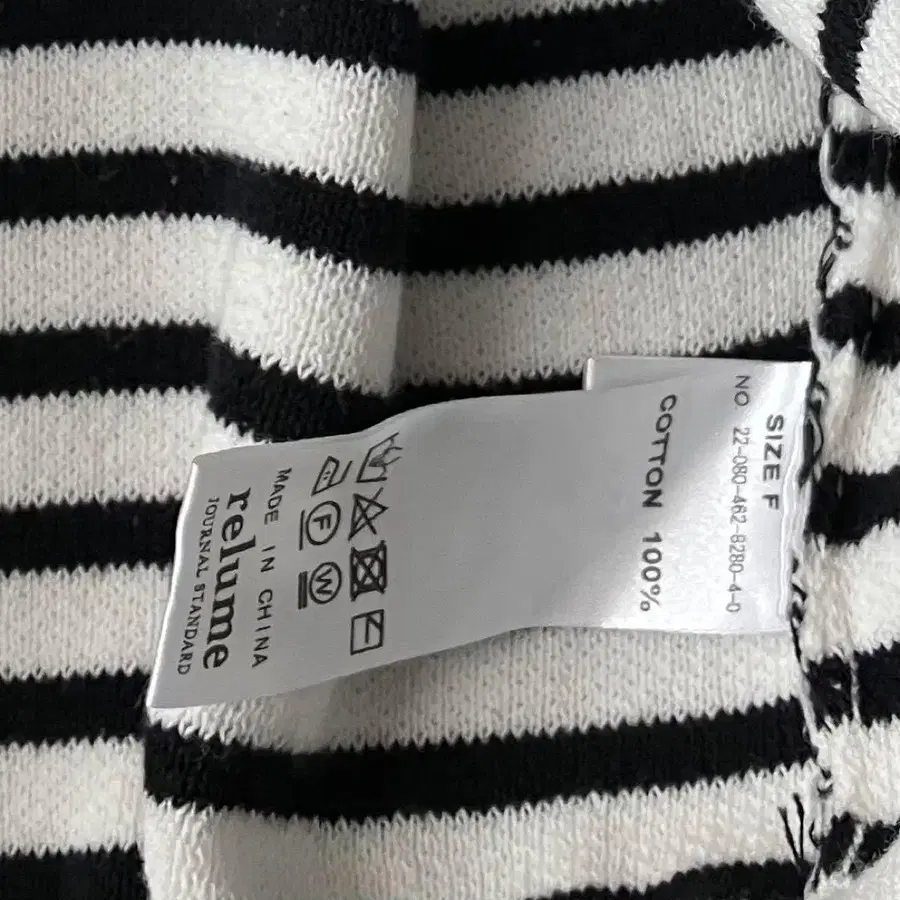 SIZE F
NO 22-080-462-8280-4-0
COTTON 100%
F
W
MADE IN CHINA
relume
JOURNAL STANDARD